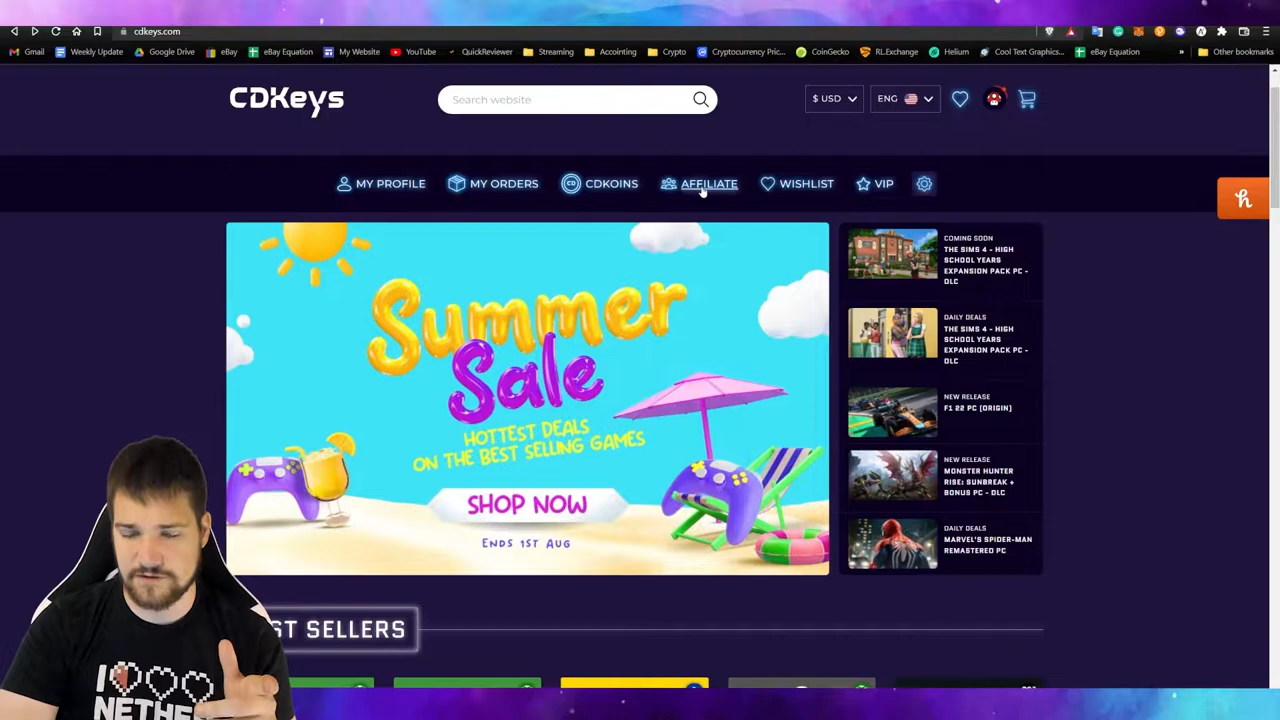 cdkeys.com
Gmail Weekly Update Google Drive eBay eBay Equation My Website YouTube QuickReviewer Streaming Accointing Crypto Cryptocurrency Pric... CoinGecko RL.Exchange Helium Cool Text Graphics... eBay Equation » Other bookmarks
CDKeys
Search website
$ USD
ENG
MY PROFILE
MY ORDERS
CD CDKOINS
AFFILIATE
WISHLIST
VIP
Summer
Sale
HOTTEST DEALS
ON THE BEST SELLING GAMES
SHOP NOW
ENDS 1ST AUG
COMING SOON
THE SIMS 4 - HIGH
SCHOOL YEARS
EXPANSION PACK PC -
DLC
DAILY DEALS
THE SIMS 4 - HIGH
SCHOOL YEARS
EXPANSION PACK PC -
DLC
NEW RELEASE
F1 22 PC (ORIGIN)
NEW RELEASE
MONSTER HUNTER
RISE: SUNBREAK +
BONUS PC - DLC
DAILY DEALS
MARVEL'S SPIDER-MAN
REMASTERED PC
ST SELLERS
I
NETHE